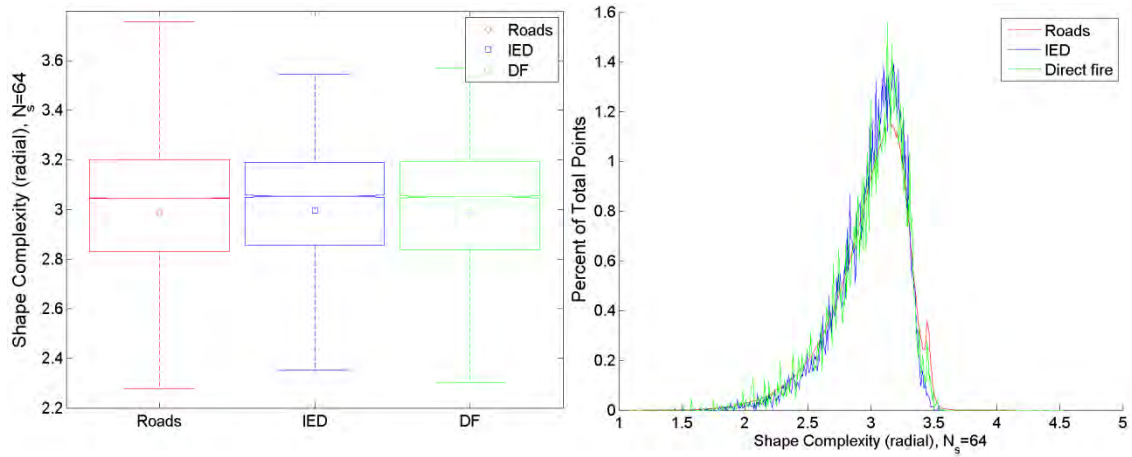 Shape Complexity (radial), N_s=64
3.6
3.4
3.2
3
2.8
2.6
2.4
2.2
Roads
IED
DF
Roads
IED
DF
Percent of Total Points
1.6
1.4
1.2
1
0.8
0.6
0.4
0.2
0
Roads
IED
Direct fire
1
1.5
2
2.5
3
3.5
4
4.5
5
Shape Complexity (radial), N_s=64